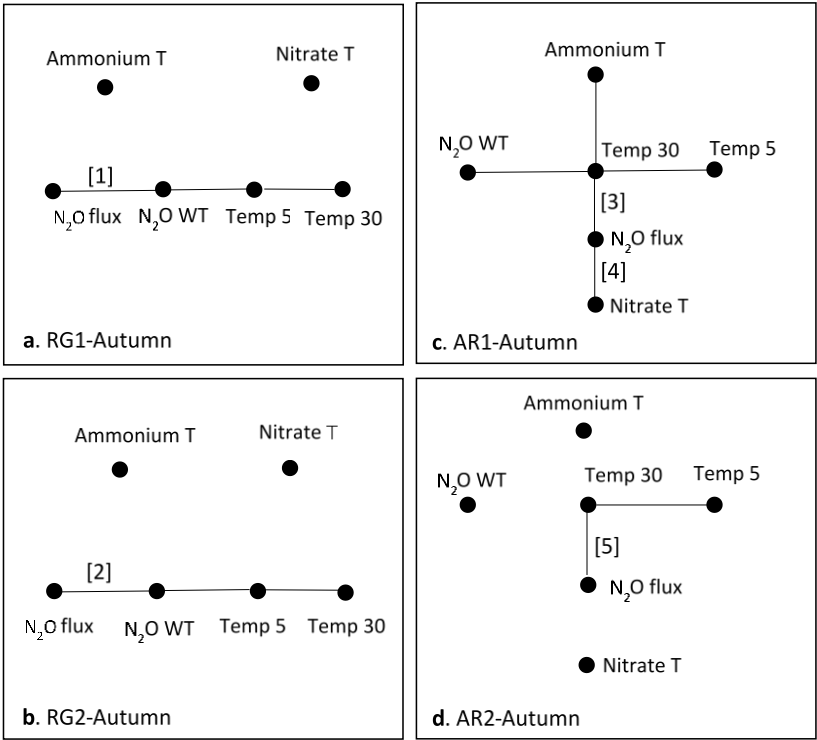 Ammonium T
Nitrate T
[1]
N₂O flux
N₂O WT
Temp 5
Temp 30
a. RG1-Autumn
Ammonium T
N₂O WT
Temp 30
Temp 5
[3]
N₂O flux
[4]
Nitrate T
c. AR1-Autumn
Ammonium T
Nitrate T
[2]
N₂O flux
N₂O WT
Temp 5
Temp 30
b. RG2-Autumn
Ammonium T
N₂O WT
Temp 30
Temp 5
[5]
N₂O flux
Nitrate T
d. AR2-Autumn